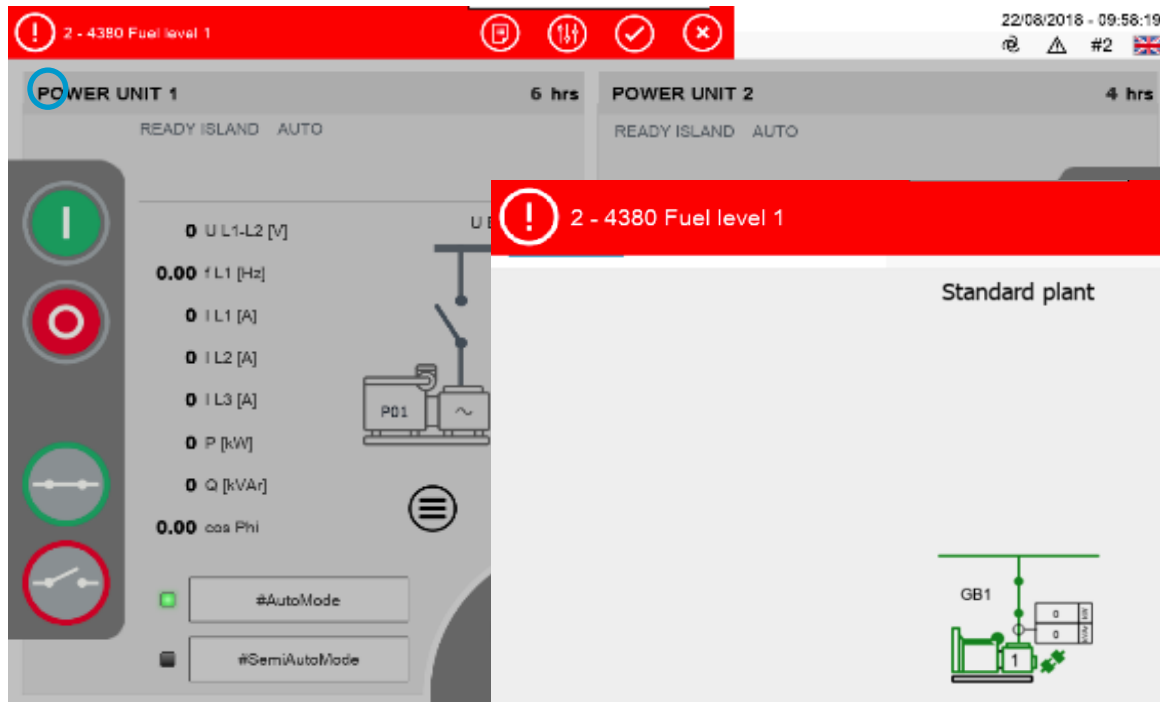 2 - 4380 Fuel level 1
22/08/2018 - 09:58:19
#2
POWER UNIT 1 6 hrs
POWER UNIT 2 4 hrs
READY ISLAND AUTO
READY ISLAND AUTO
2 - 4380 Fuel level 1
0 U L1-L2 [V]
U
0.00 f L1 [Hz]
Standard plant
0 I L1 [A]
0 I L2 [A]
0 I L3 [A]
P01
0 P [kW]
0 Q [kVAr]
0.00 cos Phi
GB1
0 kW
0 kVAr
1
#AutoMode
#SemiAutoMode